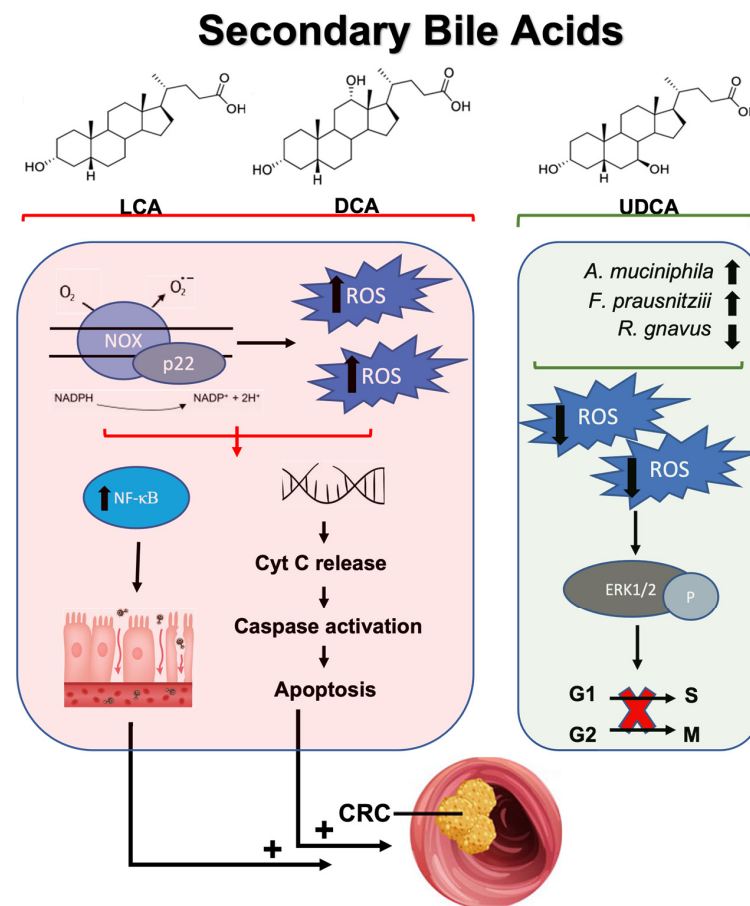 Secondary Bile Acids
O
OH
HO
H
OH
O
OH
HO
H
O
OH
HO
H
OH
LCA
DCA
UDCA
O₂
O₂•−
NOX
p22
NADPH
NADP⁺ + 2H⁺
ROS
ROS
NF-κB
Cyt C release
Caspase activation
Apoptosis
A. muciniphila
F. prausnitziii
R. gnavus
ROS
ROS
ERK1/2
P
G1
S
G2
M
CRC
+
+